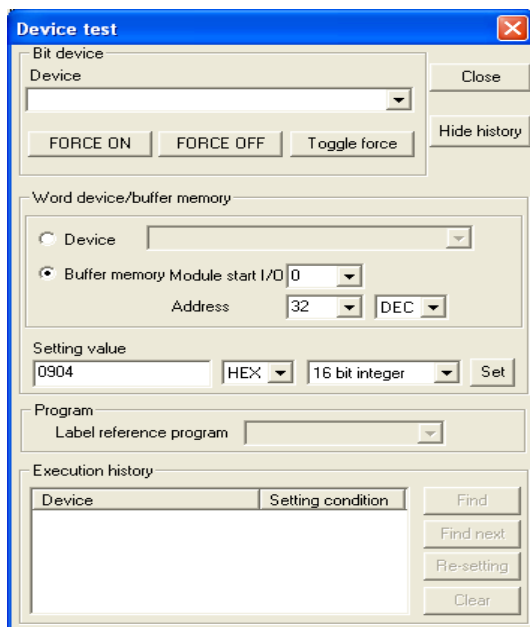 Device test
Bit device
Device
Close
FORCE ON FORCE OFF Toggle force
Hide history
Word device/buffer memory
Device
Buffer memory Module start I/O 0
Address 32 DEC
Setting value
0904 HEX 16 bit integer Set
Program
Label reference program
Execution history
Device Setting condition
Find
Find next
Re-setting
Clear